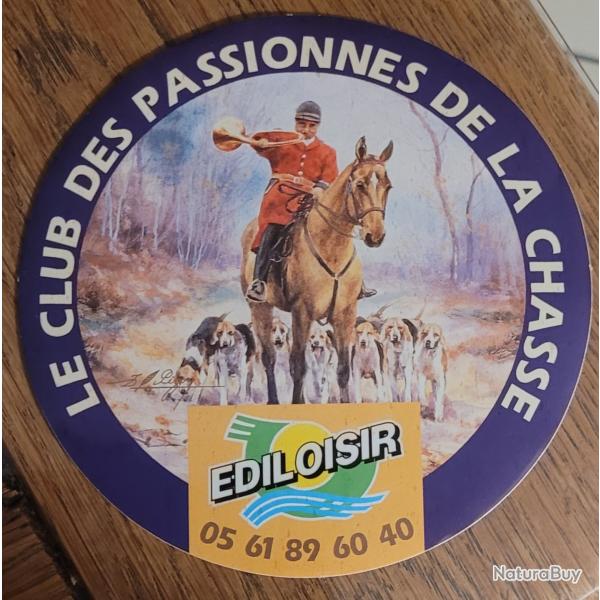 LE CLUB DES PASSIONNES DE LA CHASSE
EDILOISIR
05 61 89 60 40
NaturaBuy